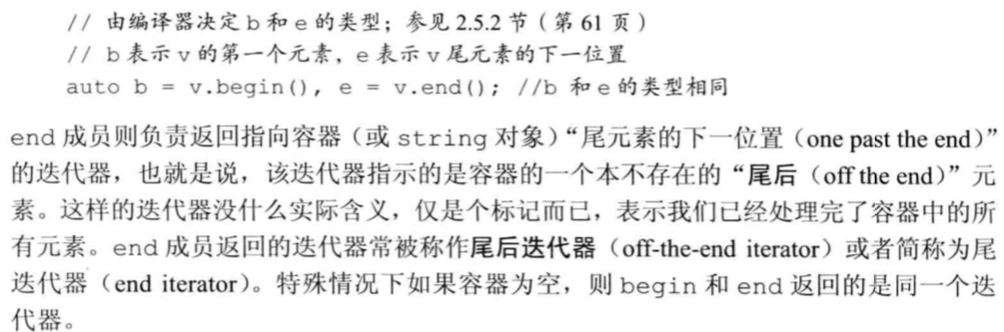 // 由编译器决定 b 和 e 的类型；参见 2.5.2 节（第 61 页）
// b 表示 v 的第一个元素，e 表示 v 尾元素的下一位置
auto b = v.begin(), e = v.end(); //b 和 e 的类型相同
end 成员则负责返回指向容器（或 string 对象）“尾元素的下一位置（one past the end）”
的迭代器，也就是说，该迭代器指示的是容器的一个本不存在的“尾后（off the end）”元
素。这样的迭代器没什么实际含义，仅是个标记而已，表示我们已经处理完了容器中的所
有元素。end 成员返回的迭代器常被称作尾后迭代器（off-the-end iterator）或者简称为尾
迭代器（end iterator）。特殊情况下如果容器为空，则 begin 和 end 返回的是同一个迭
代器。